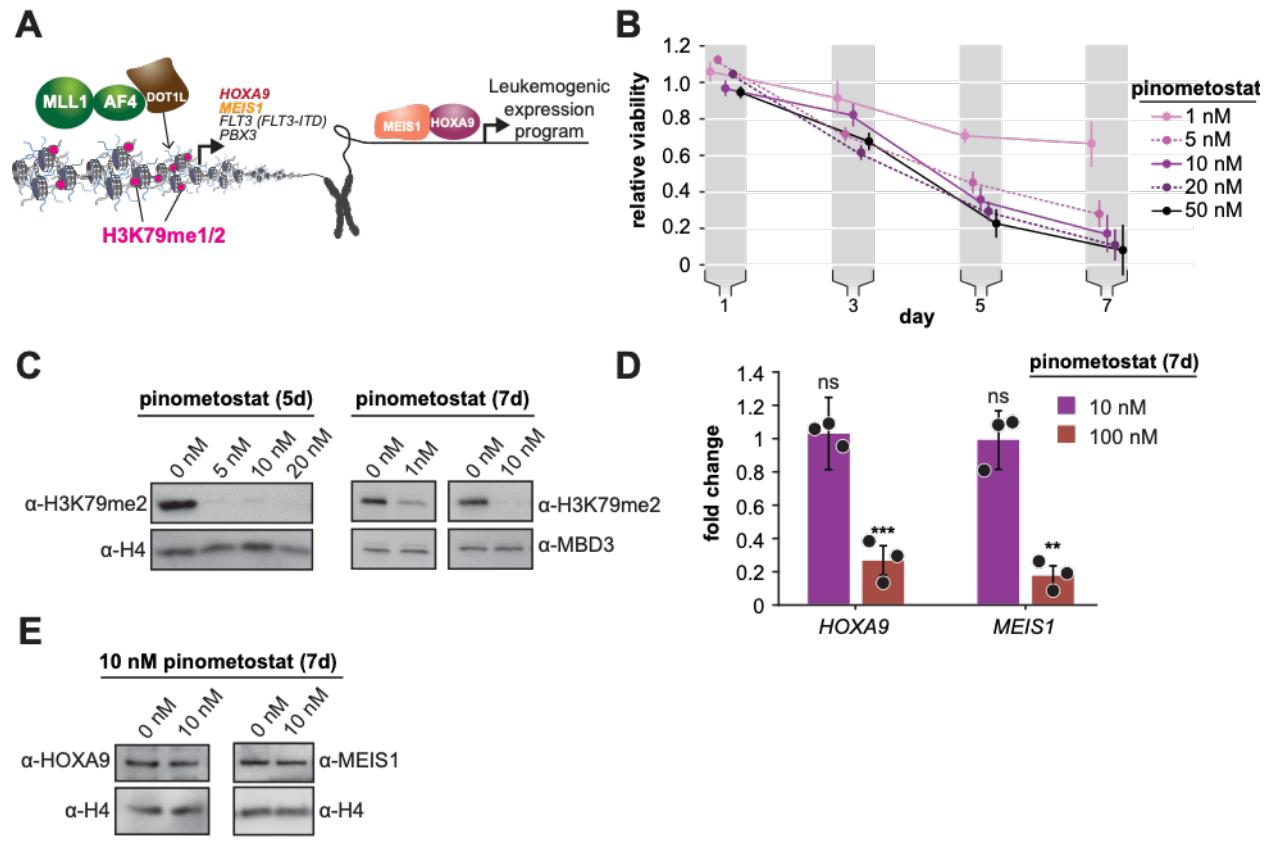 A
MLL1
AF4
DOT1L
HOXA9
MEIS1
FLT3 (FLT3-ITD)
PBX3
H3K79me1/2
MEIS1
HOXA9
Leukemogenic
expression
program
B
relative viability
1.2
1.0
0.8
0.6
0.4
0.2
0
1
3
5
7
day
pinometostat
1 nM
5 nM
10 nM
20 nM
50 nM
C
pinometostat (5d)
0 nM
5 nM
10 nM
20 nM
α-H3K79me2
α-H4
pinometostat (7d)
0 nM
1nM
0 nM
10 nM
α-H3K79me2
α-MBD3
D
pinometostat (7d)
10 nM
100 nM
fold change
1.4
1.2
1
0.8
0.6
0.4
0.2
0
ns
***
ns
**
HOXA9
MEIS1
E
10 nM pinometostat (7d)
0 nM
10 nM
0 nM
10 nM
α-HOXA9
α-MEIS1
α-H4
α-H4